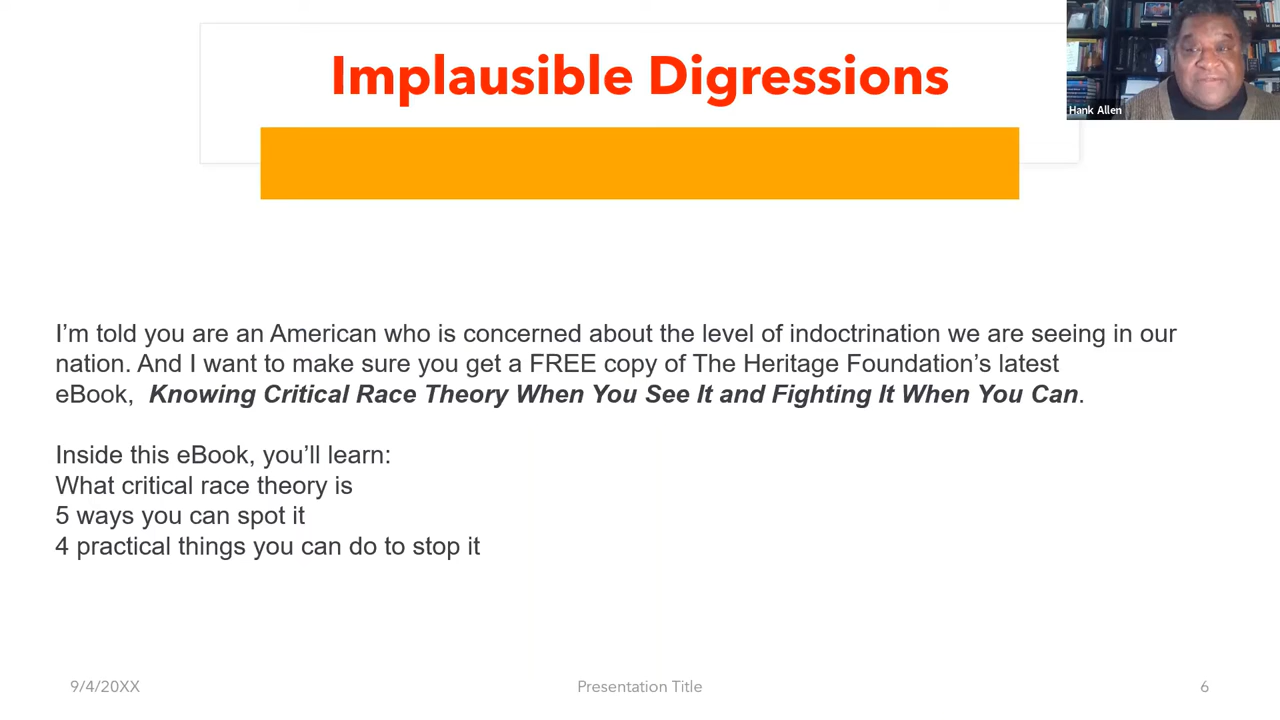 Implausible Digressions
Hank Allen
I’m told you are an American who is concerned about the level of indoctrination we are seeing in our
nation. And I want to make sure you get a FREE copy of The Heritage Foundation’s latest
eBook,  Knowing Critical Race Theory When You See It and Fighting It When You Can.
Inside this eBook, you’ll learn:
What critical race theory is
5 ways you can spot it
4 practical things you can do to stop it
9/4/20XX
Presentation Title
6